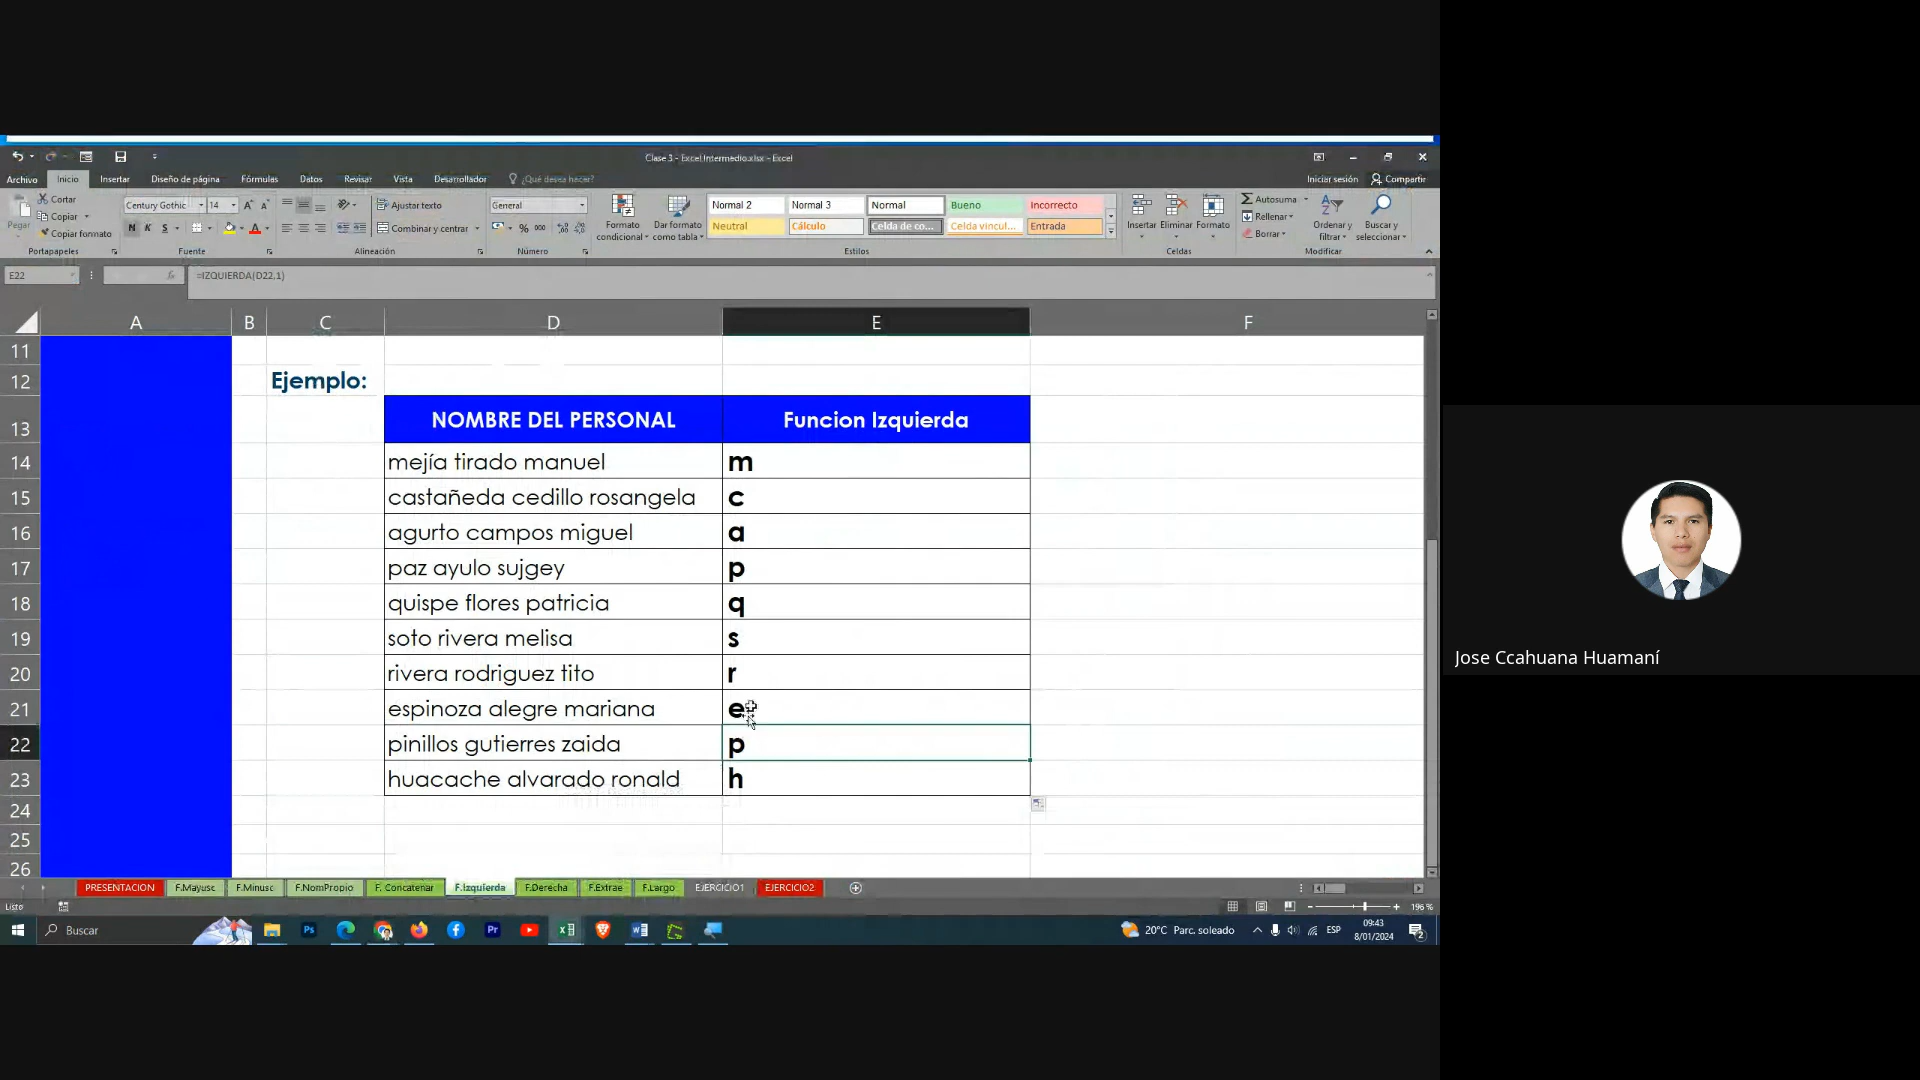 Clase 3 - Excel Intermedio.xlsx - Excel
Archivo Inicio Insertar Diseño de página Fórmulas Datos Revisar Vista Desarrollador ¿Qué desea hacer? Iniciar sesión Compartir
Pegar
Cortar
Copiar
Copiar formato
Portapapeles
Century Gothic 14
N K S
Fuente
Ajustar texto
Combinar y centrar
Alineación
General
% 000
Número
Formato condicional
Dar formato como tabla
Normal 2 Normal 3 Normal Bueno Incorrecto
Neutral Cálculo Celda de co... Celda vincul... Entrada
Estilos
Insertar Eliminar Formato
Celdas
Autosuma
Rellenar
Borrar
Ordenar y filtrar
Buscar y seleccionar
Modificar
E22 fx =IZQUIERDA(D22,1)
A B C D E F
11
12 Ejemplo:
13 NOMBRE DEL PERSONAL Funcion Izquierda
14 mejía tirado manuel m
15 castañeda cedillo rosangela c
16 agurto campos miguel a
17 paz ayulo sujgey p
18 quispe flores patricia q
19 soto rivera melisa s
20 rivera rodriguez tito r
21 espinoza alegre mariana e
22 pinillos gutierres zaida p
23 huacache alvarado ronald h
24
25
26
PRESENTACION F.Mayusc F.Minusc F.NomPropio F. Concatenar F.Izquierda F.Derecha F.Extrae F.Largo EJERCICIO1 EJERCICIO2
Listo 196 %
Buscar Ps Pr 20°C Parc. soleado ESP 09:43
8/01/2024 2
Jose Ccahuana Huamaní